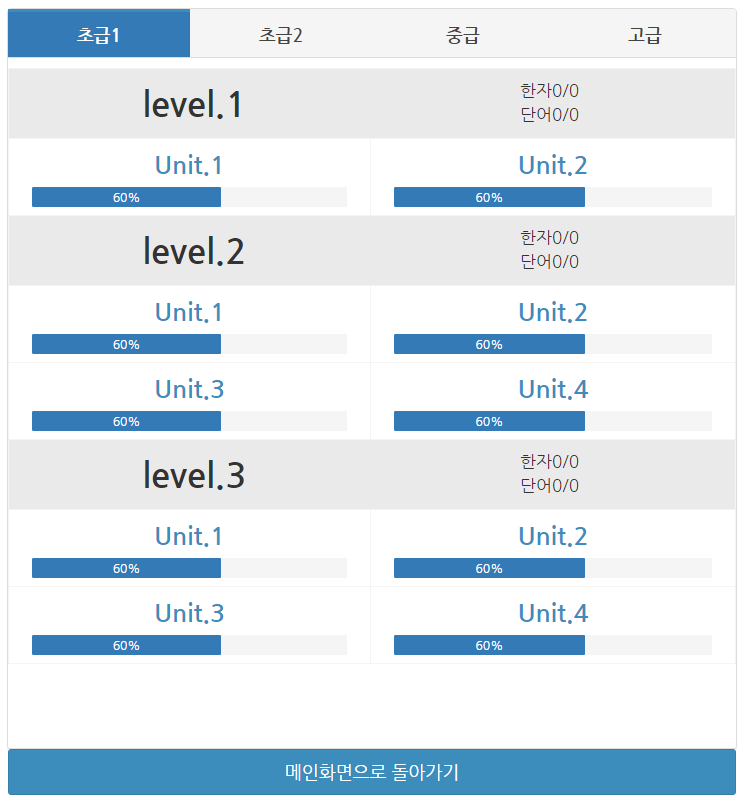 초급1 초급2 중급 고급
level.1 한자0/0
단어0/0
Unit.1 Unit.2
60% 60%
level.2 한자0/0
단어0/0
Unit.1 Unit.2
60% 60%
Unit.3 Unit.4
60% 60%
level.3 한자0/0
단어0/0
Unit.1 Unit.2
60% 60%
Unit.3 Unit.4
60% 60%
메인화면으로 돌아가기